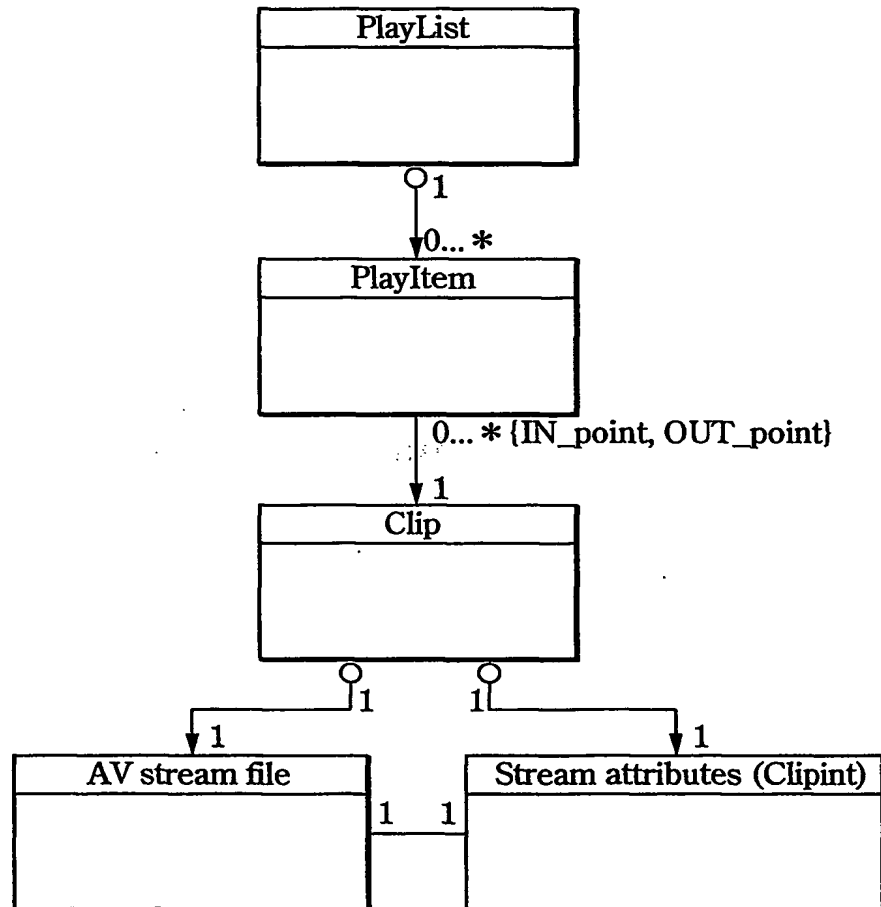 PlayList
1
0... *
PlayItem
0... * {IN_point, OUT_point}
1
Clip
1 1
1 1
AV stream file Stream attributes (Clipint)
1 1